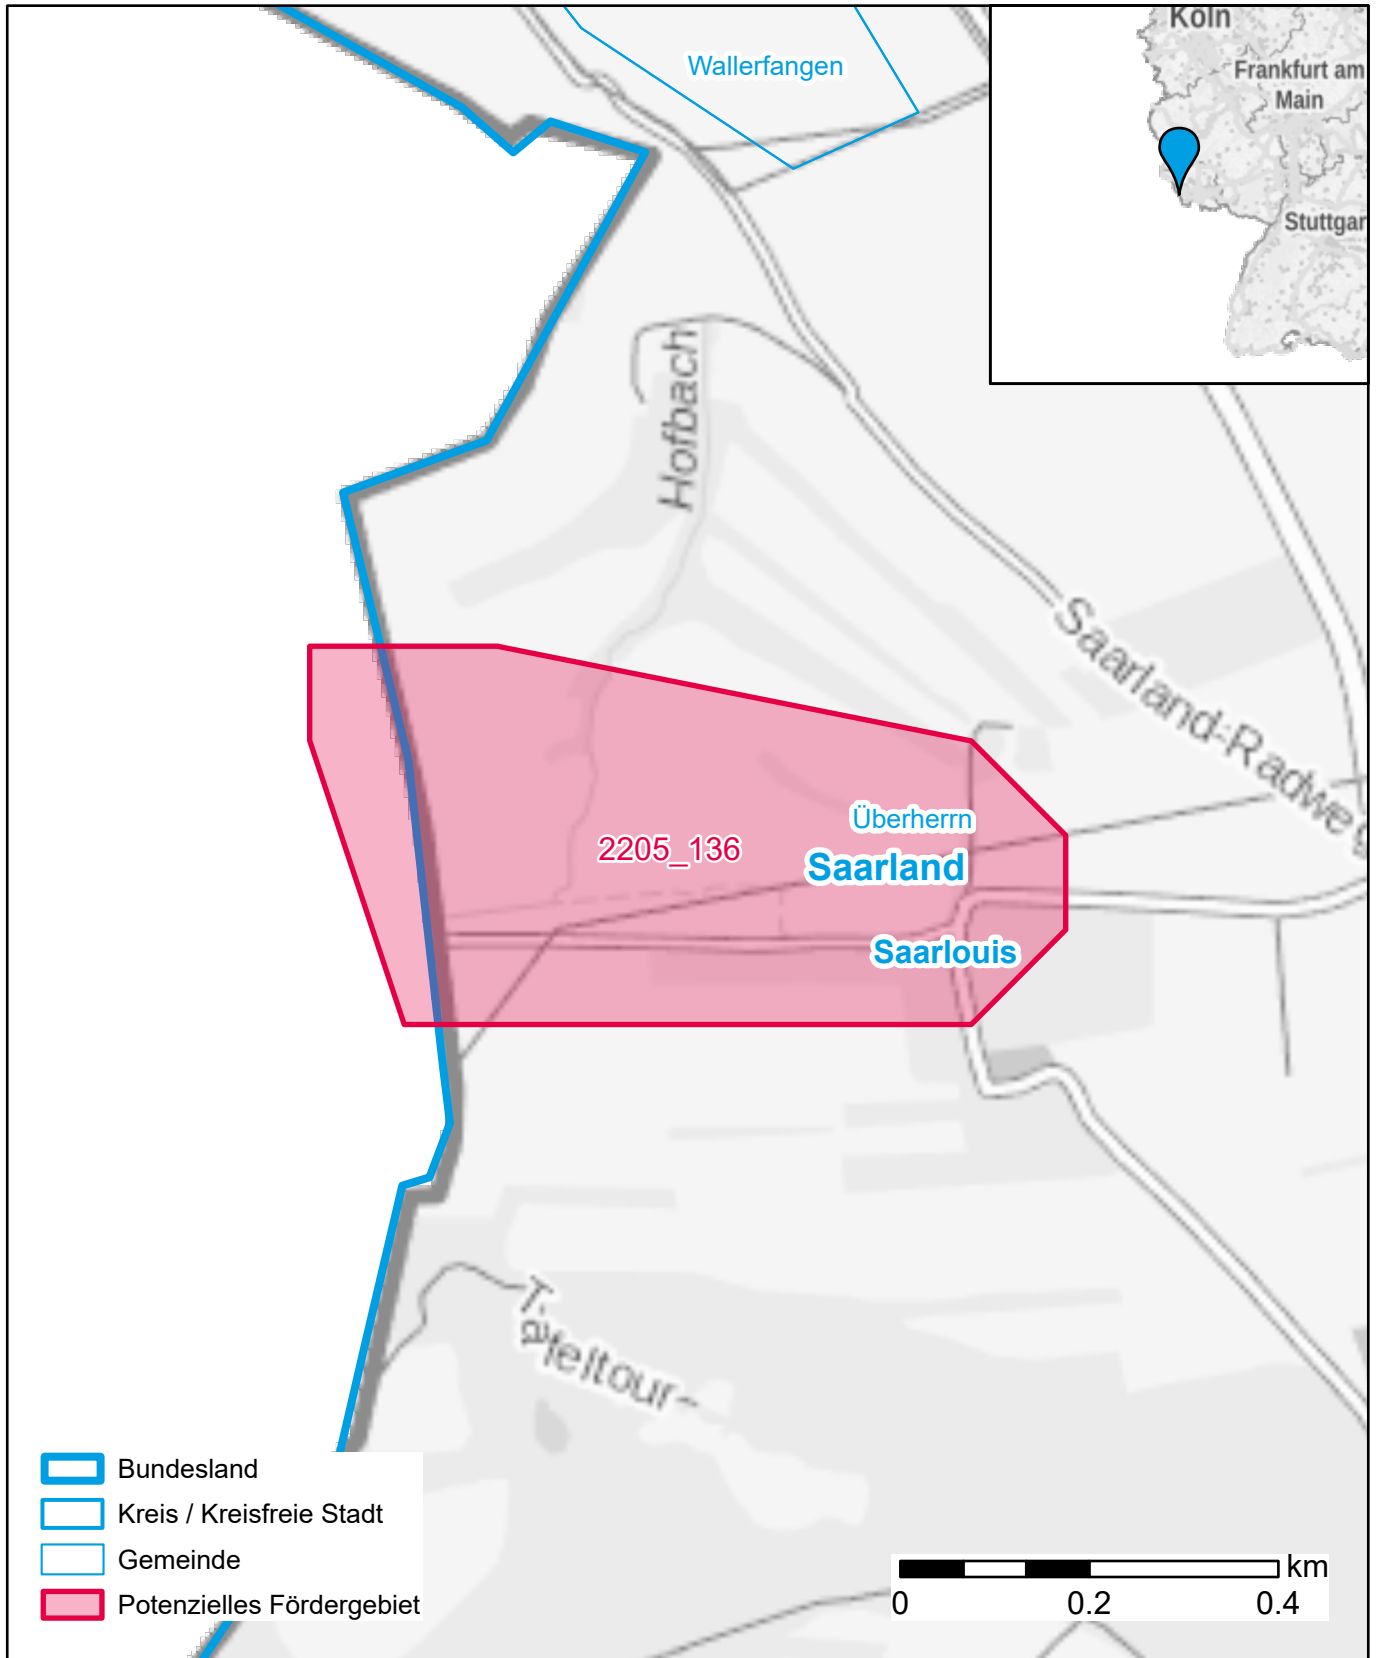 Wallerfangen
Köln
Frankfurt am
Main
Stuttgar
Hofbach
Saarland-Radweg
Überherrn
2205_136
Saarland
Saarlouis
Tafeltour
Bundesland
Kreis / Kreisfreie Stadt
Gemeinde
Potenzielles Fördergebiet
km
0 0.2 0.4